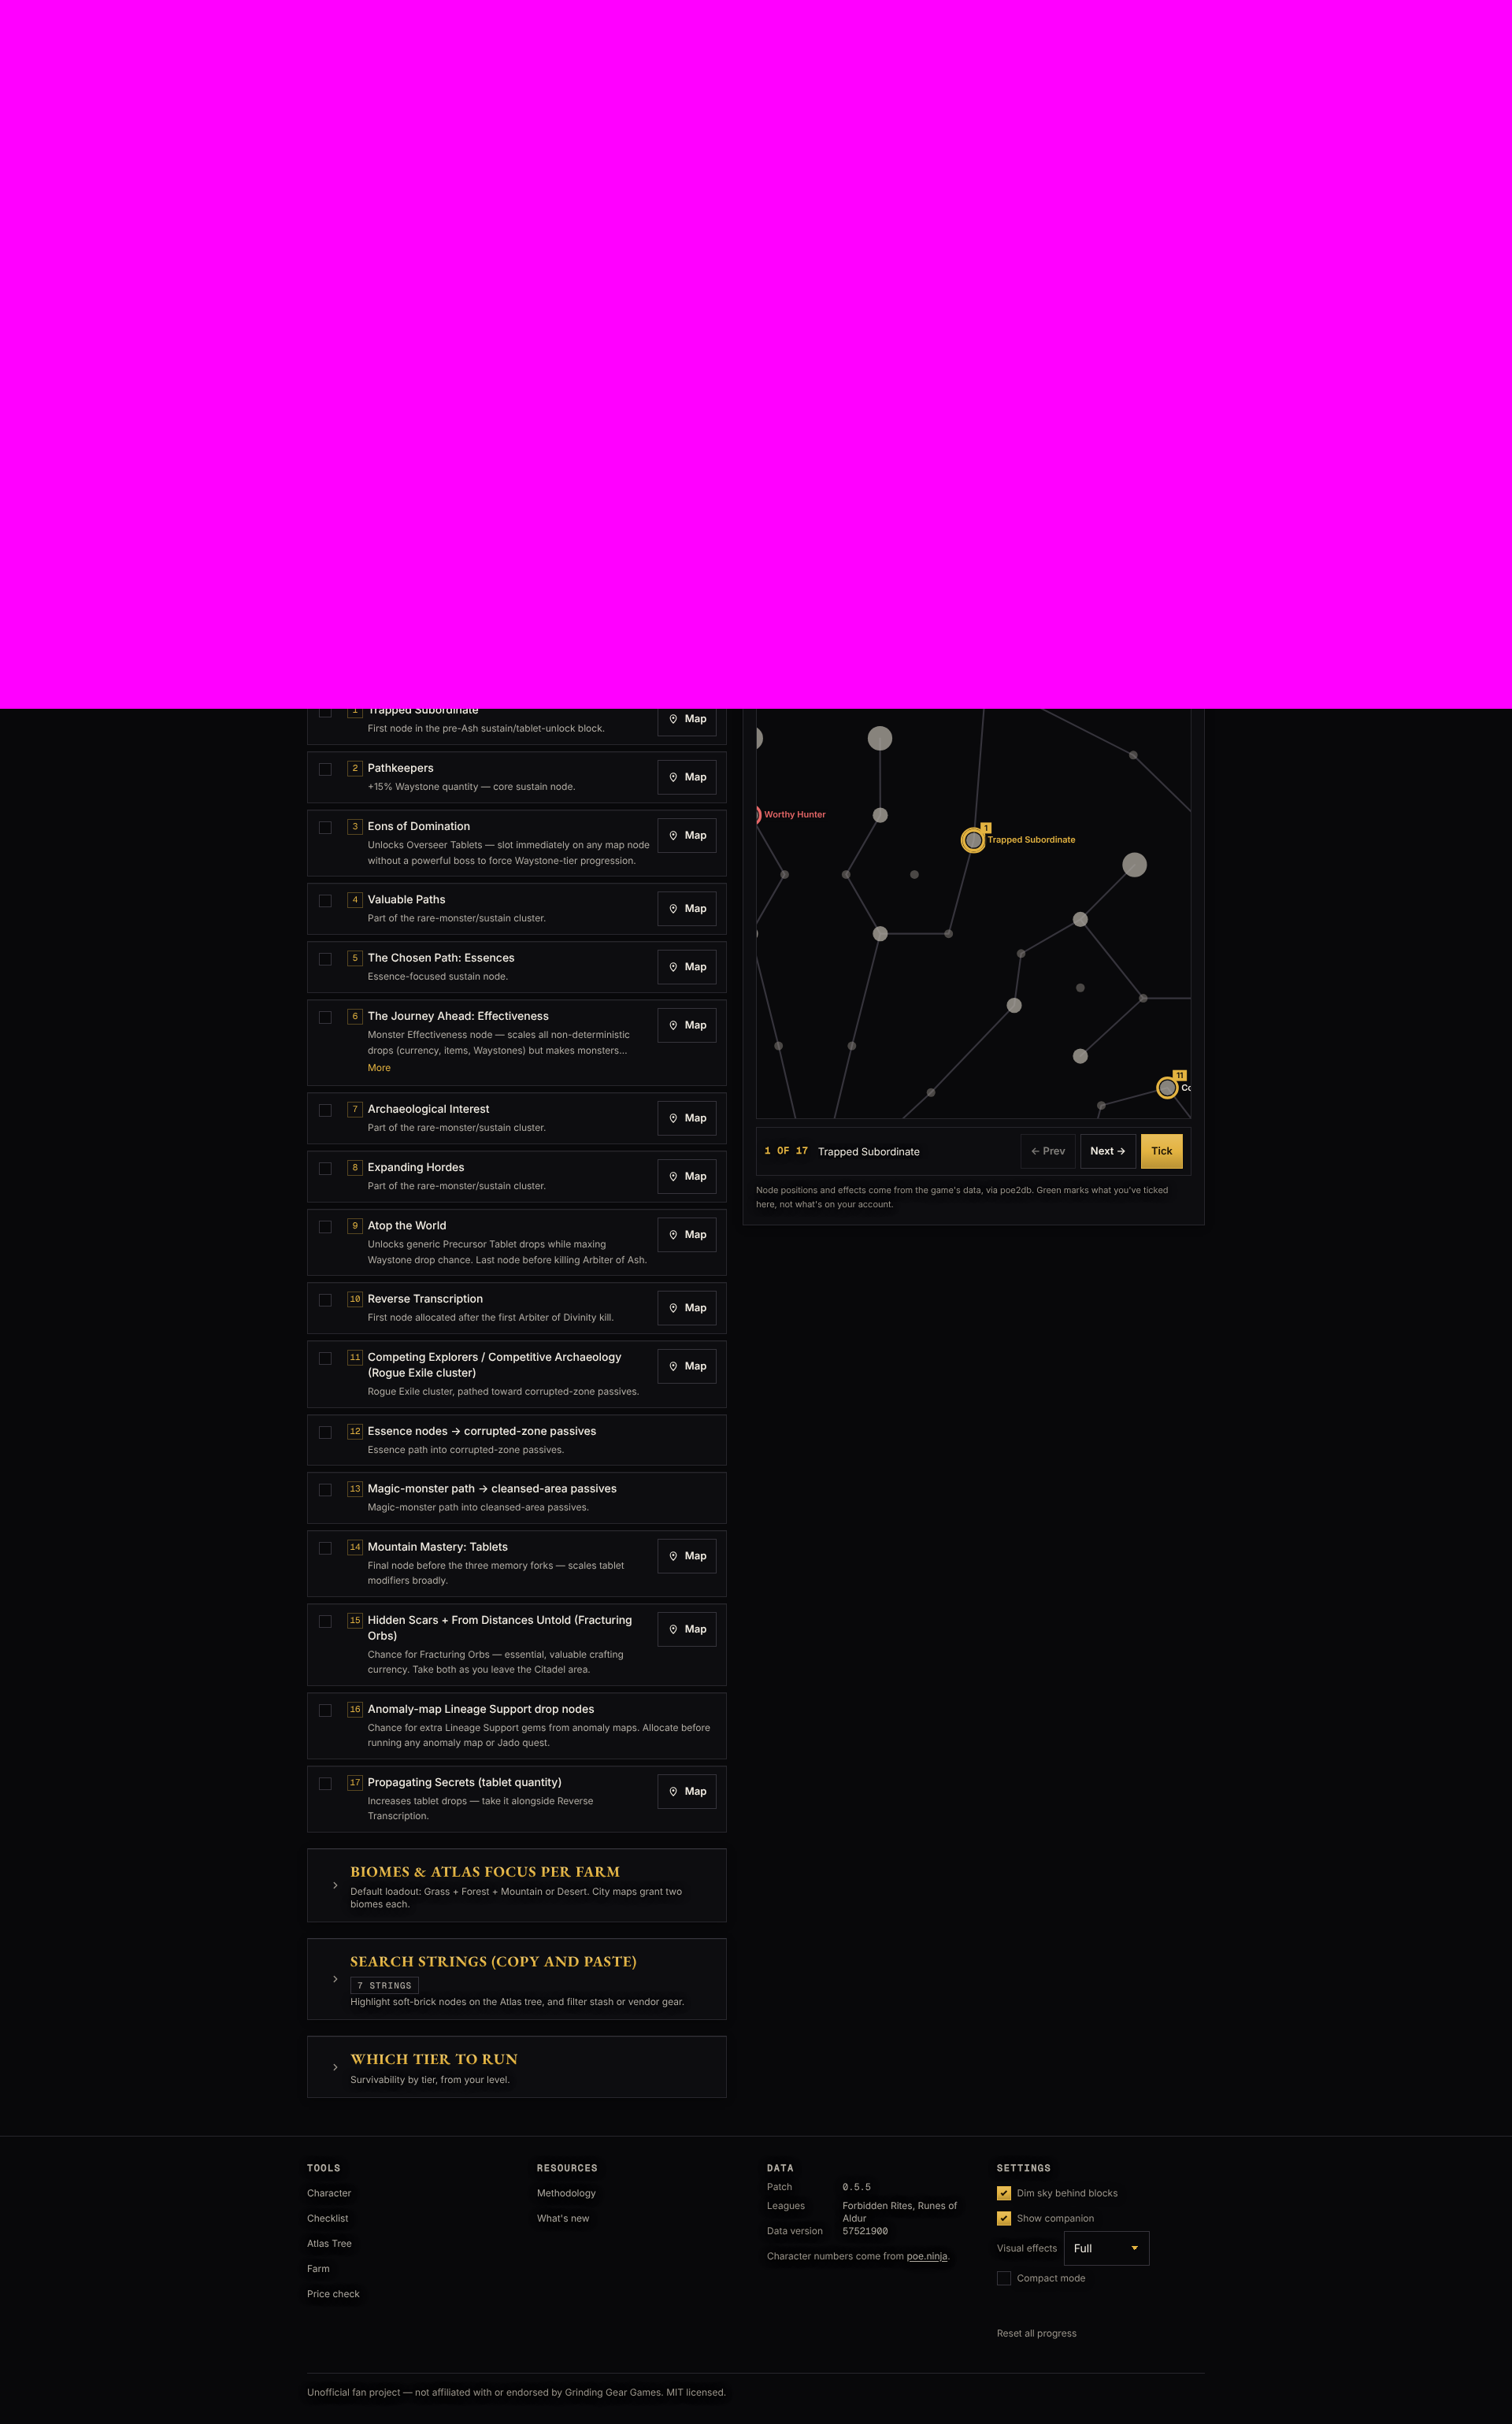 1 Trapped Subordinate
First node in the pre-Ash sustain/tablet-unlock block.
Map
2 Pathkeepers
+15% Waystone quantity — core sustain node.
Map
3 Eons of Domination
Unlocks Overseer Tablets — slot immediately on any map node
without a powerful boss to force Waystone-tier progression.
Map
4 Valuable Paths
Part of the rare-monster/sustain cluster.
Map
5 The Chosen Path: Essences
Essence-focused sustain node.
Map
6 The Journey Ahead: Effectiveness
Monster Effectiveness node — scales all non-deterministic
drops (currency, items, Waystones) but makes monsters...
More
Map
7 Archaeological Interest
Part of the rare-monster/sustain cluster.
Map
8 Expanding Hordes
Part of the rare-monster/sustain cluster.
Map
9 Atop the World
Unlocks generic Precursor Tablet drops while maxing
Waystone drop chance. Last node before killing Arbiter of Ash.
Map
10 Reverse Transcription
First node allocated after the first Arbiter of Divinity kill.
Map
11 Competing Explorers / Competitive Archaeology
(Rogue Exile cluster)
Rogue Exile cluster, pathed toward corrupted-zone passives.
Map
12 Essence nodes → corrupted-zone passives
Essence path into corrupted-zone passives.
13 Magic-monster path → cleansed-area passives
Magic-monster path into cleansed-area passives.
14 Mountain Mastery: Tablets
Final node before the three memory forks — scales tablet
modifiers broadly.
Map
15 Hidden Scars + From Distances Untold (Fracturing
Orbs)
Chance for Fracturing Orbs — essential, valuable crafting
currency. Take both as you leave the Citadel area.
Map
16 Anomaly-map Lineage Support drop nodes
Chance for extra Lineage Support gems from anomaly maps. Allocate before
running any anomaly map or Jado quest.
17 Propagating Secrets (tablet quantity)
Increases tablet drops — take it alongside Reverse
Transcription.
Map
BIOMES & ATLAS FOCUS PER FARM
Default loadout: Grass + Forest + Mountain or Desert. City maps grant two
biomes each.
SEARCH STRINGS (COPY AND PASTE)
7 STRINGS
Highlight soft-brick nodes on the Atlas tree, and filter stash or vendor gear.
WHICH TIER TO RUN
Survivability by tier, from your level.
Worthy Hunter
1
Trapped Subordinate
11
Co
1 OF 17 Trapped Subordinate
← Prev
Next →
Tick
Node positions and effects come from the game's data, via poe2db. Green marks what you've ticked
here, not what's on your account.
TOOLS
Character
Checklist
Atlas Tree
Farm
Price check
RESOURCES
Methodology
What's new
DATA
Patch 0.5.5
Leagues Forbidden Rites, Runes of
Aldur
Data version 57521900
Character numbers come from poe.ninja.
SETTINGS
Dim sky behind blocks
Show companion
Visual effects Full
Compact mode
Reset all progress
Unofficial fan project — not affiliated with or endorsed by Grinding Gear Games. MIT licensed.